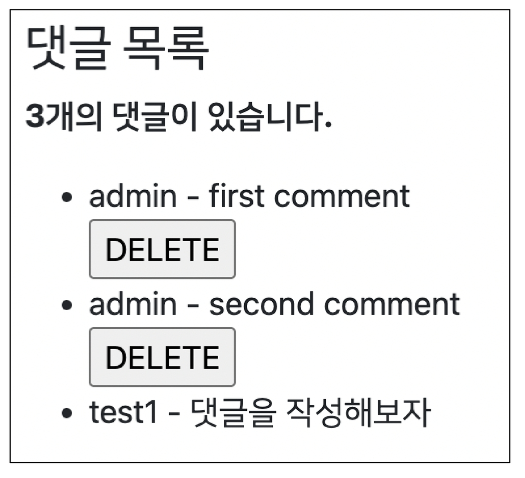 댓글 목록
3개의 댓글이 있습니다.
admin - first comment
DELETE
admin - second comment
DELETE
test1 - 댓글을 작성해보자